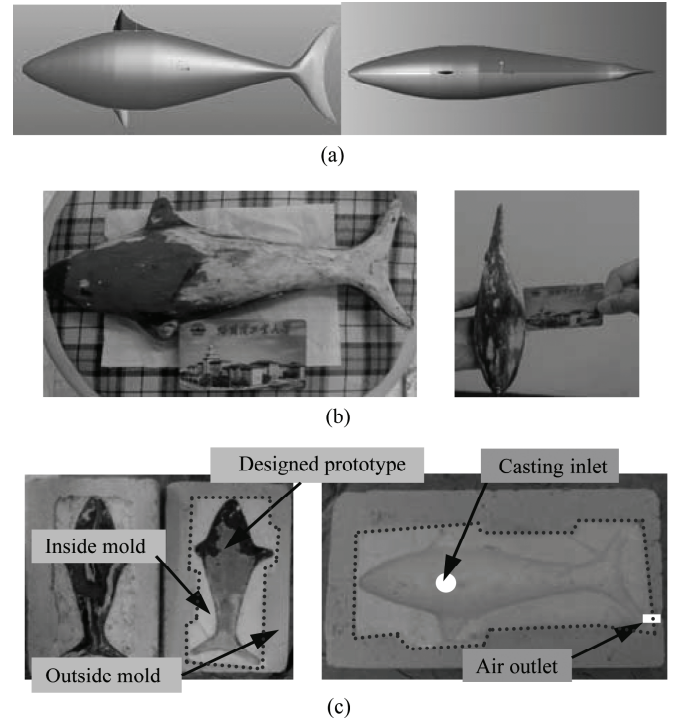 (a)
(b)
Designed prototype
Casting inlet
Inside mold
Outside mold
Air outlet
(c)